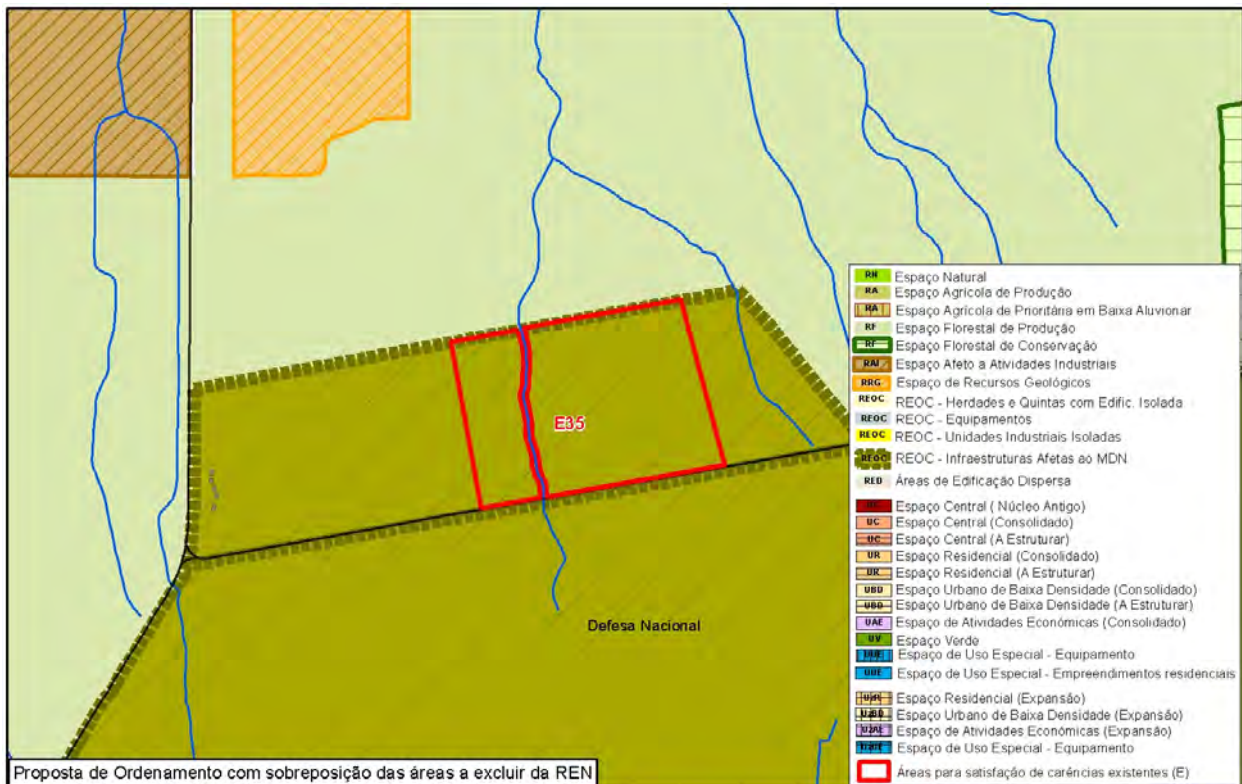 E35
Defesa Nacional
RN Espaço Natural
RA Espaço Agrícola de Produção
RA Espaço Agrícola de Prioritária em Baixa Aluvionar
RF Espaço Florestal de Produção
RF Espaço Florestal de Conservação
RAI Espaço Afeto a Atividades Industriais
RRG Espaço de Recursos Geológicos
REOC REOC - Herdades e Quintas com Edific. Isolada
REOC REOC - Equipamentos
REOC REOC - Unidades Industriais Isoladas
REOC REOC - Infraestruturas Afetas ao MDN
RED Áreas de Edificação Dispersa
Espaço Central ( Núcleo Antigo)
UC Espaço Central (Consolidado)
UC Espaço Central (A Estruturar)
UR Espaço Residencial (Consolidado)
UR Espaço Residencial (A Estruturar)
UBD Espaço Urbano de Baixa Densidade (Consolidado)
UBD Espaço Urbano de Baixa Densidade (A Estruturar)
UAE Espaço de Atividades Económicas (Consolidado)
UV Espaço Verde
UUE Espaço de Uso Especial - Equipamento
UUE Espaço de Uso Especial - Empreendimentos residenciais
Espaço Residencial (Expansão)
Espaço Urbano de Baixa Densidade (Expansão)
Espaço de Atividades Económicas (Expansão)
Espaço de Uso Especial - Equipamento
Áreas para satisfação de carências existentes (E)
Proposta de Ordenamento com sobreposição das áreas a excluir da REN